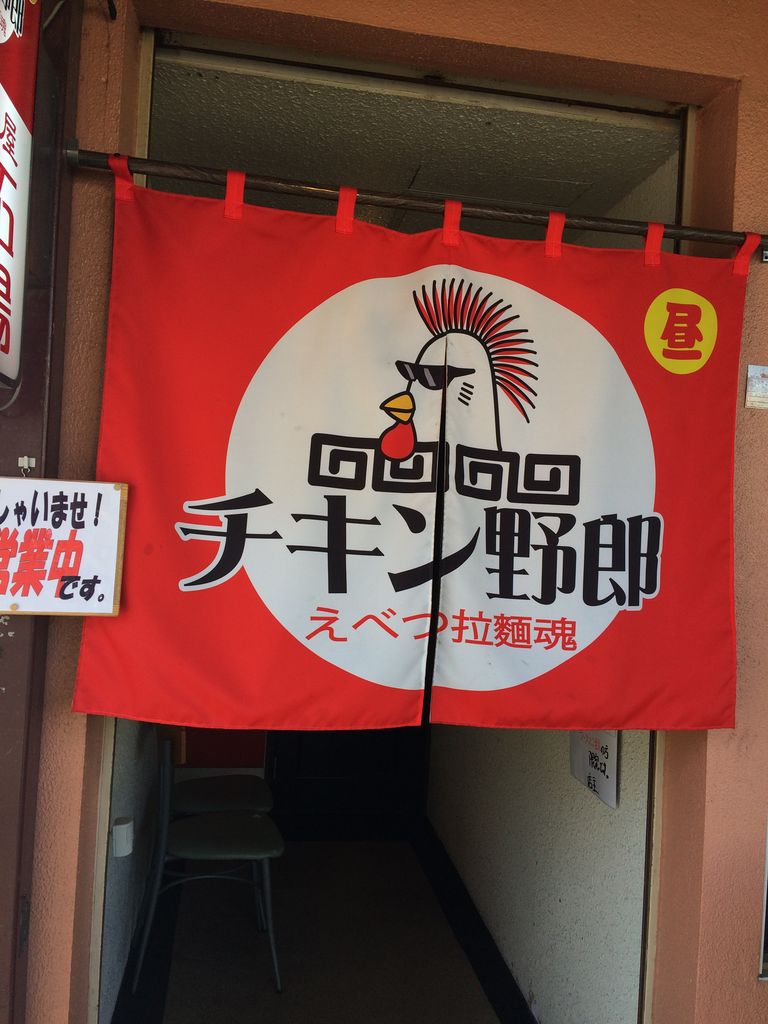 昼
チキン野郎
えべつ拉麺魂
しゃいませ！
営業中
です。